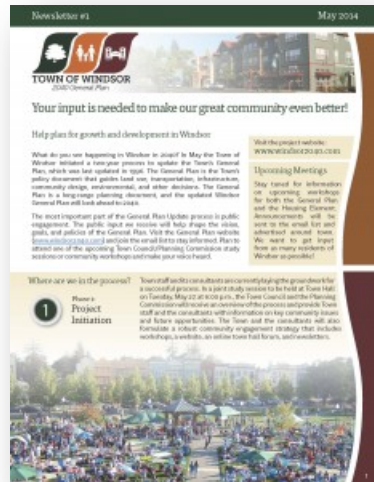 Newsletter #1 May 2014
TOWN OF WINDSOR
2040 General Plan
Your input is needed to make our great community even better!
Help plan for growth and development in Windsor
What do you see happening in Windsor in 2040? In May the Town of
Windsor initiated a two-year process to update the Town's General
Plan, which was last updated in 1996. The General Plan is the Town's
policy document that guides land use, transportation, infrastructure,
community design, environmental, and other decisions. The General
Plan is a long-range planning document, and the updated Windsor
General Plan will look ahead to 2040.
The most important part of the General Plan Update process is public
engagement. The public input we receive will help shape the vision,
goals, and policies of the General Plan. Visit the General Plan website
(www.windsor2040.com) and join the email list to stay informed. Plan to
attend one of the upcoming Town Council/Planning Commission study
sessions or community workshops and make your voice heard.
Visit the project website:
www.windsor2040.com
Upcoming Meetings
Stay tuned for information
on upcoming workshops
for both the General Plan
and the Housing Element.
Announcements will be
sent to the email list and
advertised around town.
We want to get input
from as many residents of
Windsor as possible!
Where are we in the process?
1
Phase 1:
Project
Initiation
Town staff and its consultants are currently laying the groundwork for
a successful process. In a joint study session to be held at Town Hall
on Tuesday, May 27 at 6:00 p.m., the Town Council and the Planning
Commission will receive an overview of the process and provide Town
staff and the consultants with information on key community issues
and future opportunities. The Town and the consultants will also
formulate a robust community engagement strategy that includes
workshops, a website, an online town hall forum, and newsletters.
1